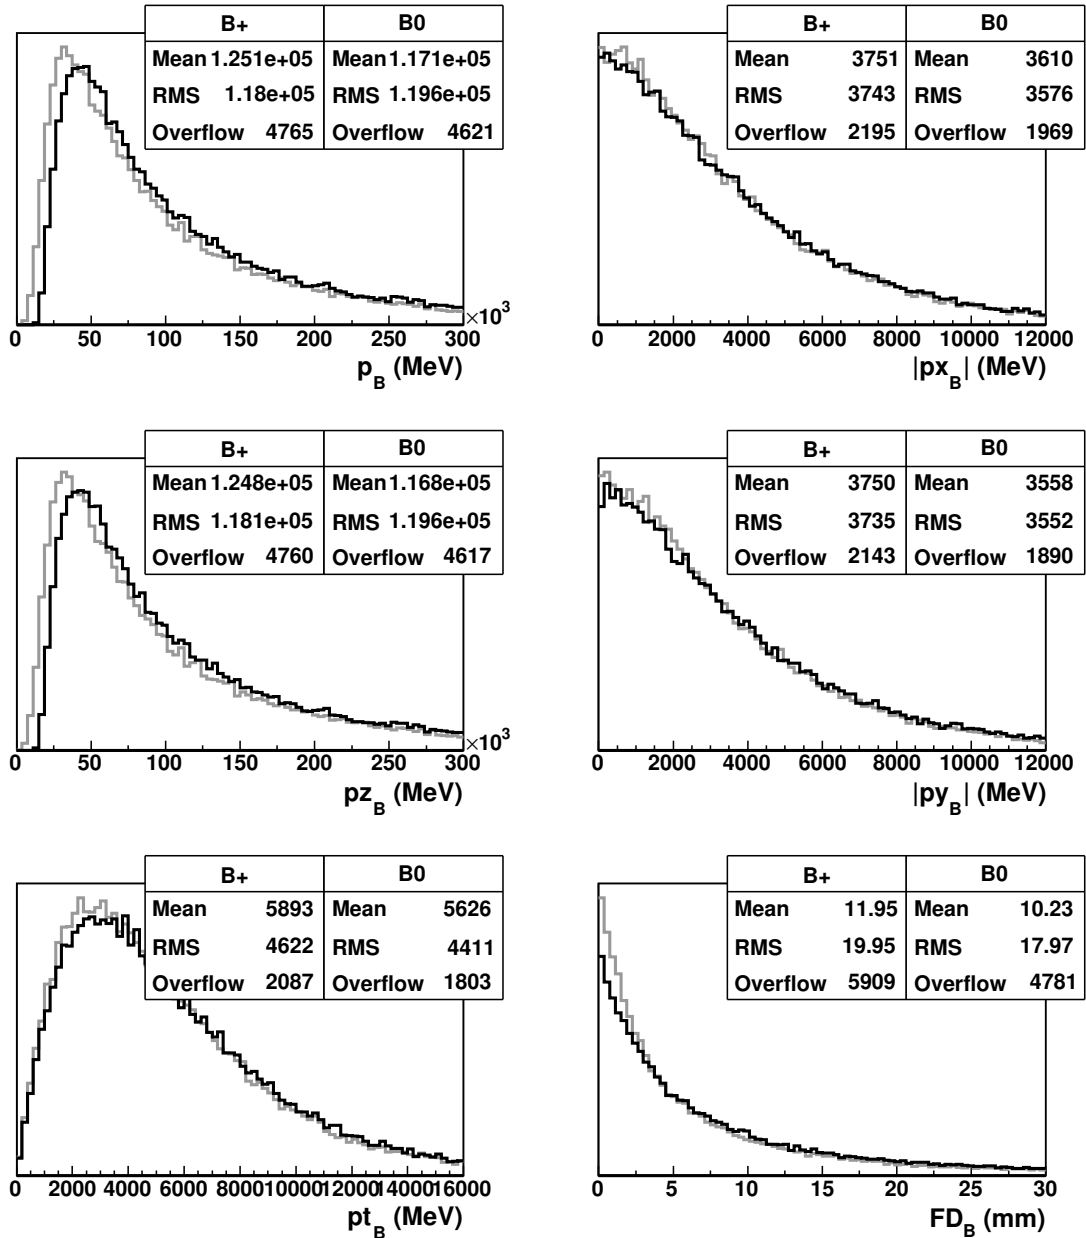 B+ B0
Mean 1.251e+05 Mean 1.171e+05
RMS 1.18e+05 RMS 1.196e+05
Overflow 4765 Overflow 4621
0 50 100 150 200 250 300
×10³
p_B (MeV)
B+ B0
Mean 3751 Mean 3610
RMS 3743 RMS 3576
Overflow 2195 Overflow 1969
0 2000 4000 6000 8000 10000 12000
|px_B| (MeV)
B+ B0
Mean 1.248e+05 Mean 1.168e+05
RMS 1.181e+05 RMS 1.196e+05
Overflow 4760 Overflow 4617
0 50 100 150 200 250 300
×10³
pz_B (MeV)
B+ B0
Mean 3750 Mean 3558
RMS 3735 RMS 3552
Overflow 2143 Overflow 1890
0 2000 4000 6000 8000 10000 12000
|py_B| (MeV)
B+ B0
Mean 5893 Mean 5626
RMS 4622 RMS 4411
Overflow 2087 Overflow 1803
0 2000 4000 6000 8000 10000 12000 14000 16000
pt_B (MeV)
B+ B0
Mean 11.95 Mean 10.23
RMS 19.95 RMS 17.97
Overflow 5909 Overflow 4781
0 5 10 15 20 25 30
FD_B (mm)